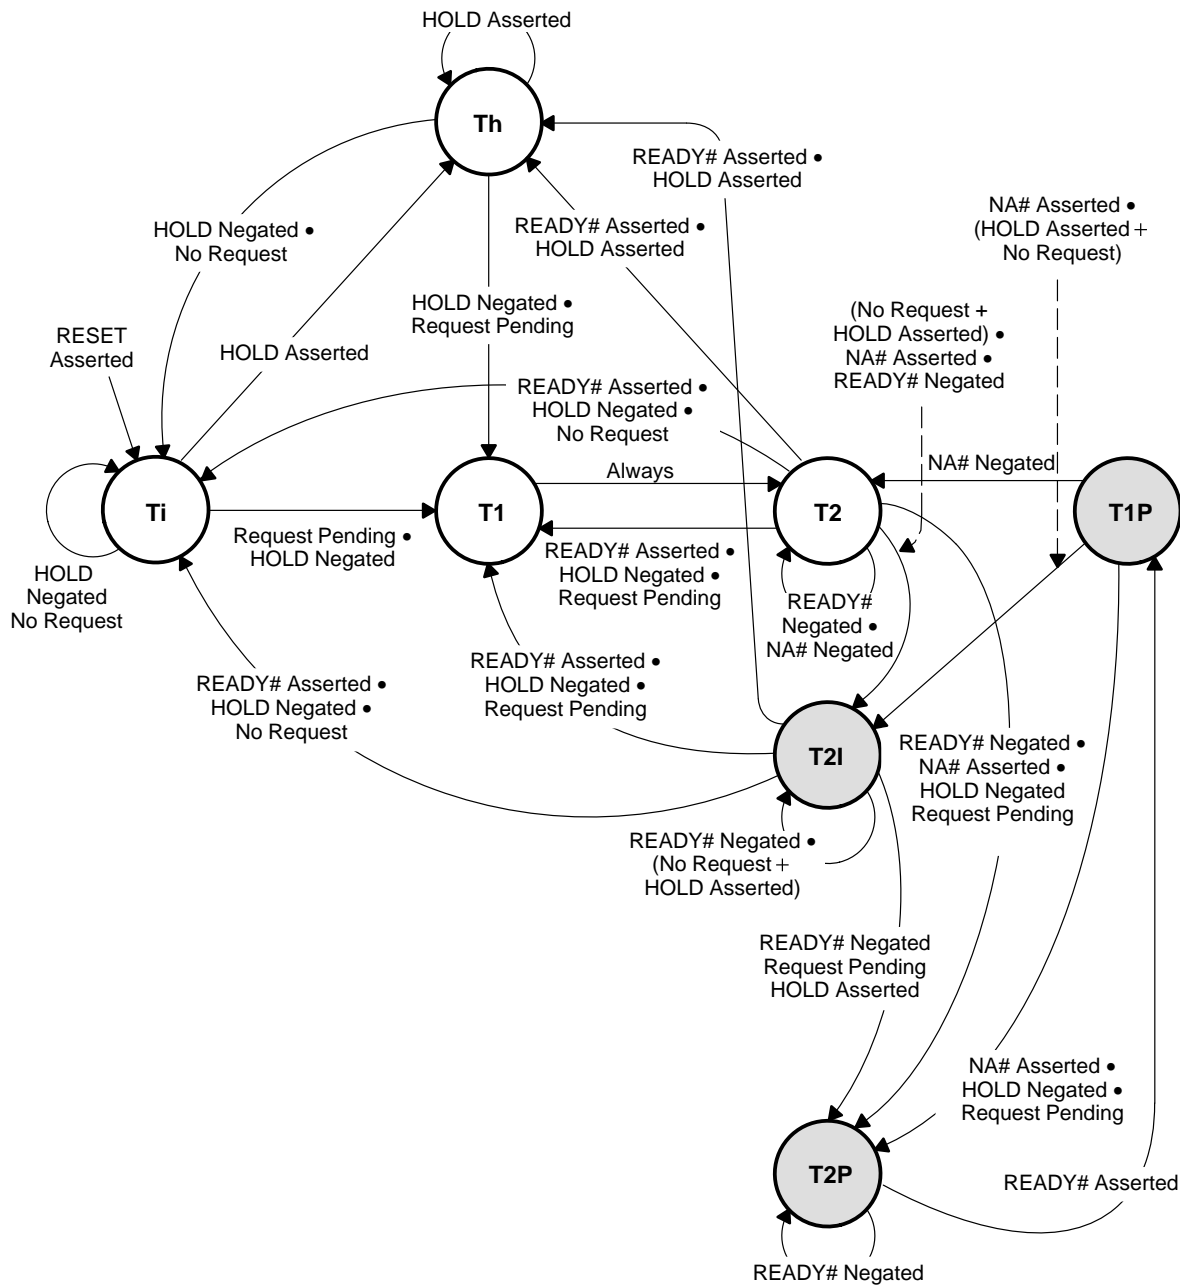 HOLD Asserted
Th
READY# Asserted •
HOLD Asserted
NA# Asserted •
(HOLD Asserted +
No Request)
HOLD Negated •
No Request
READY# Asserted •
HOLD Asserted
HOLD Negated •
Request Pending
(No Request +
HOLD Asserted) •
NA# Asserted •
READY# Negated
RESET
Asserted
HOLD Asserted
READY# Asserted •
HOLD Negated •
No Request
Always
NA# Negated
Ti
T1
T2
T1P
Request Pending •
HOLD Negated
READY# Asserted •
HOLD Negated •
Request Pending
HOLD
Negated
No Request
READY#
Negated •
NA# Negated
READY# Asserted •
HOLD Negated •
Request Pending
READY# Asserted •
HOLD Negated •
No Request
T2I
READY# Negated •
NA# Asserted •
HOLD Negated
Request Pending
READY# Negated •
(No Request +
HOLD Asserted)
READY# Negated
Request Pending
HOLD Asserted
NA# Asserted •
HOLD Negated •
Request Pending
T2P
READY# Asserted
READY# Negated